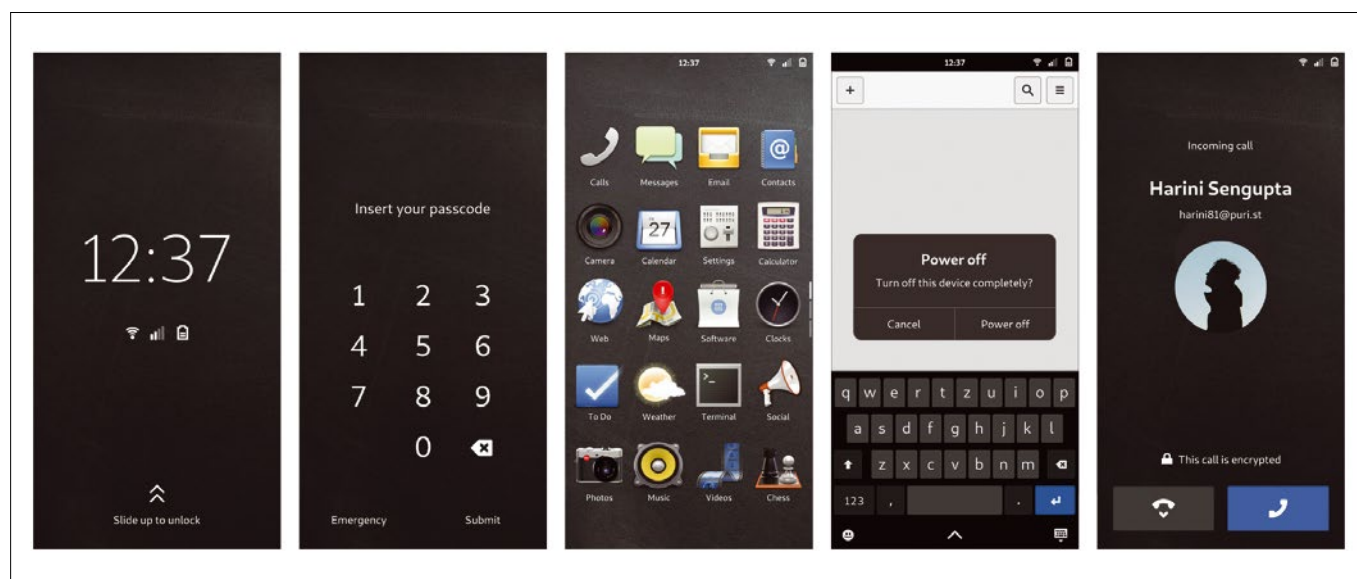 12:37
Slide up to unlock
Insert your passcode
1 2 3
4 5 6
7 8 9
0
Emergency Submit
12:37
@
Calls Messages Email Contacts
27
Camera Calendar Settings Calculator
Web Maps Software Clocks
>_
To Do Weather Terminal Social
Photos Music Videos Chess
12:37
+
Power off
Turn off this device completely?
Cancel Power off
q w e r t z u i o p
a s d f g h j k l
z x c v b n m
123 , .
Incoming call
Harini Sengupta
harini81@puri.st
This call is encrypted